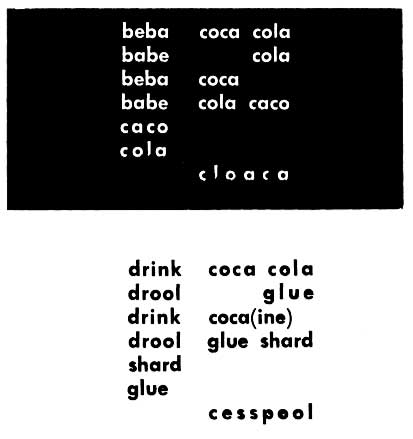 beba coca cola
babe cola
beba coca
babe cola caco
caco
cola
cloaca
drink coca cola
drool glue
drink coca(ine)
drool glue shard
shard
glue
cesspool